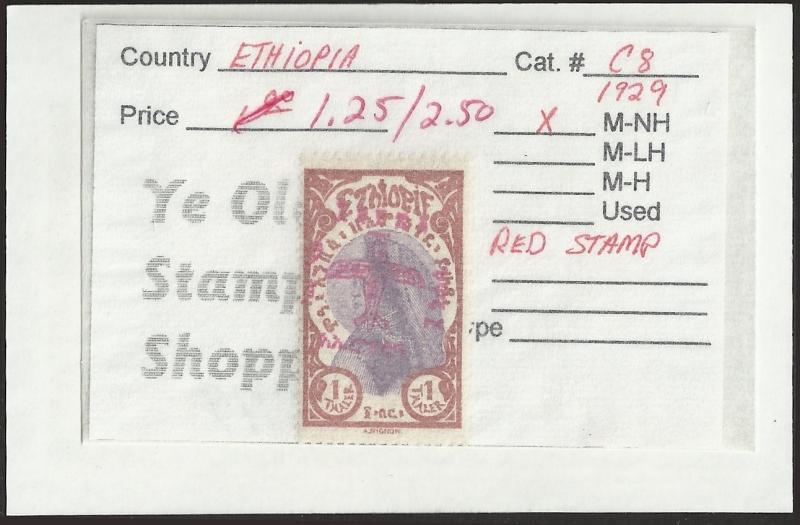 Country ETHIOPIA Cat. # C8
1929
Price 1.25/2.50 X M-NH
M-LH
M-H
Used
Ye Ol
RED STAMP
Stamp
Shopp
pe
ETHIOPIE
1 THALER 1 THALER